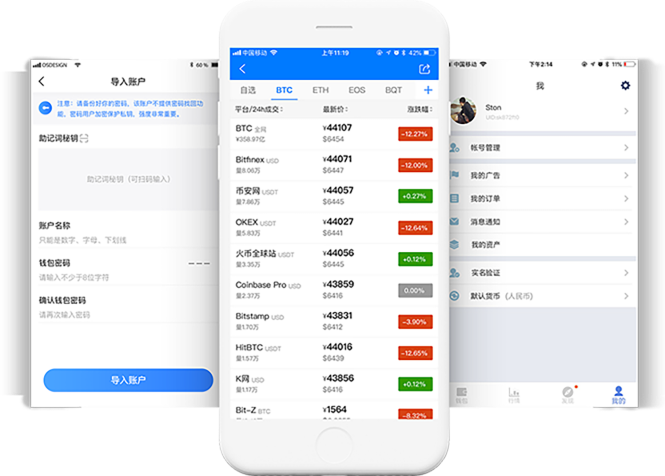 OSDESIGN
60 %
导入账户
注意：请备份好你的密码，该账户不提供密码找回功
能，密码用户加密保护私钥，强度非常重要。
助记词秘钥
助记词秘钥（可扫码输入）
账户名称
只能是数字、字母、下划线
钱包密码
请输入不少于8位字符
确认钱包密码
请再次输入密码
导入账户
中国移动
上午11:19
42%
自选 BTC ETH EOS BQT +
平台/24h成交： 最新价： 涨跌幅：
BTC 全网 ¥44107 -12.27%
¥358.97亿 $6454
Bitfinex USD ¥44071 -12.00%
量8.06万 $6447
币安网 USDT ¥44057 +0.27%
量7.86万 $6445
OKEX USDT ¥44027 -12.64%
量5.83万 $6441
火币全球站 USDT ¥44056 +0.12%
量3.35万 $6445
Coinbase Pro USD ¥43859 0.00%
量2.37万 $6416
Bitstamp USD ¥43831 -3.90%
量1.70万 $6412
HitBTC USDT ¥44016 -12.65%
量1.57万 $6439
K网 USD ¥43856 +0.12%
量1.17万 $6416
Bit-Z BTC ¥1564 -8.32%
中国移动
下午2:14
11%
我
Ston
帐号管理
我的广告
我的订单
消息通知
我的资产
实名验证
默认货币（人民币）
行情
我的